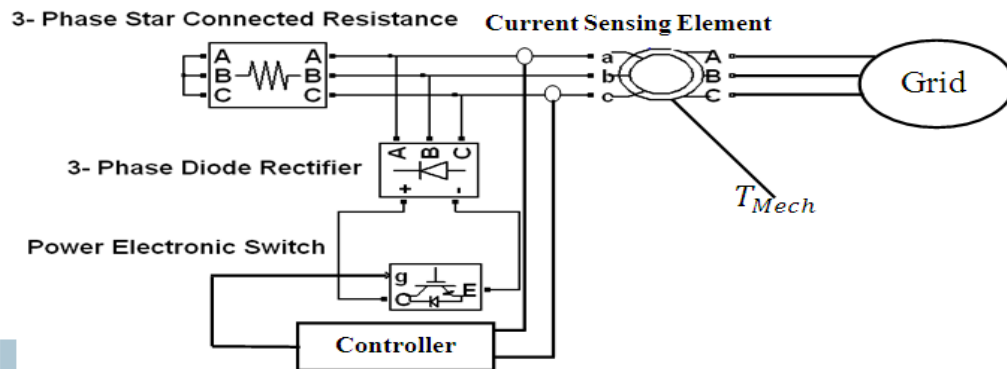 3- Phase Star Connected Resistance
Current Sensing Element
A A
B B
C C
a A
b B
c C
Grid
A B C
3- Phase Diode Rectifier
+ -
T_Mech
Power Electronic Switch
g
C E
Controller